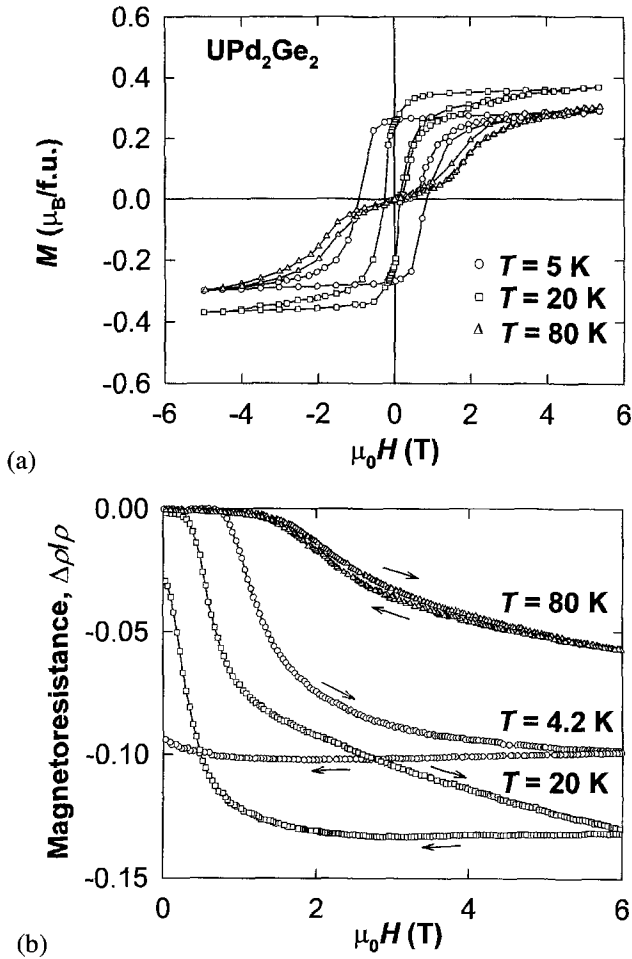 UPd₂Ge₂
0.6
0.4
0.2
0.0
-0.2
-0.4
-0.6
M (μB/f.u.)
T = 5 K
T = 20 K
T = 80 K
-6 -4 -2 0 2 4 6
μ₀H (T)
(a)
0.00
-0.05
-0.10
-0.15
Magnetoresistance, Δρ/ρ
T = 80 K
T = 4.2 K
T = 20 K
0 2 4 6
μ₀H (T)
(b)